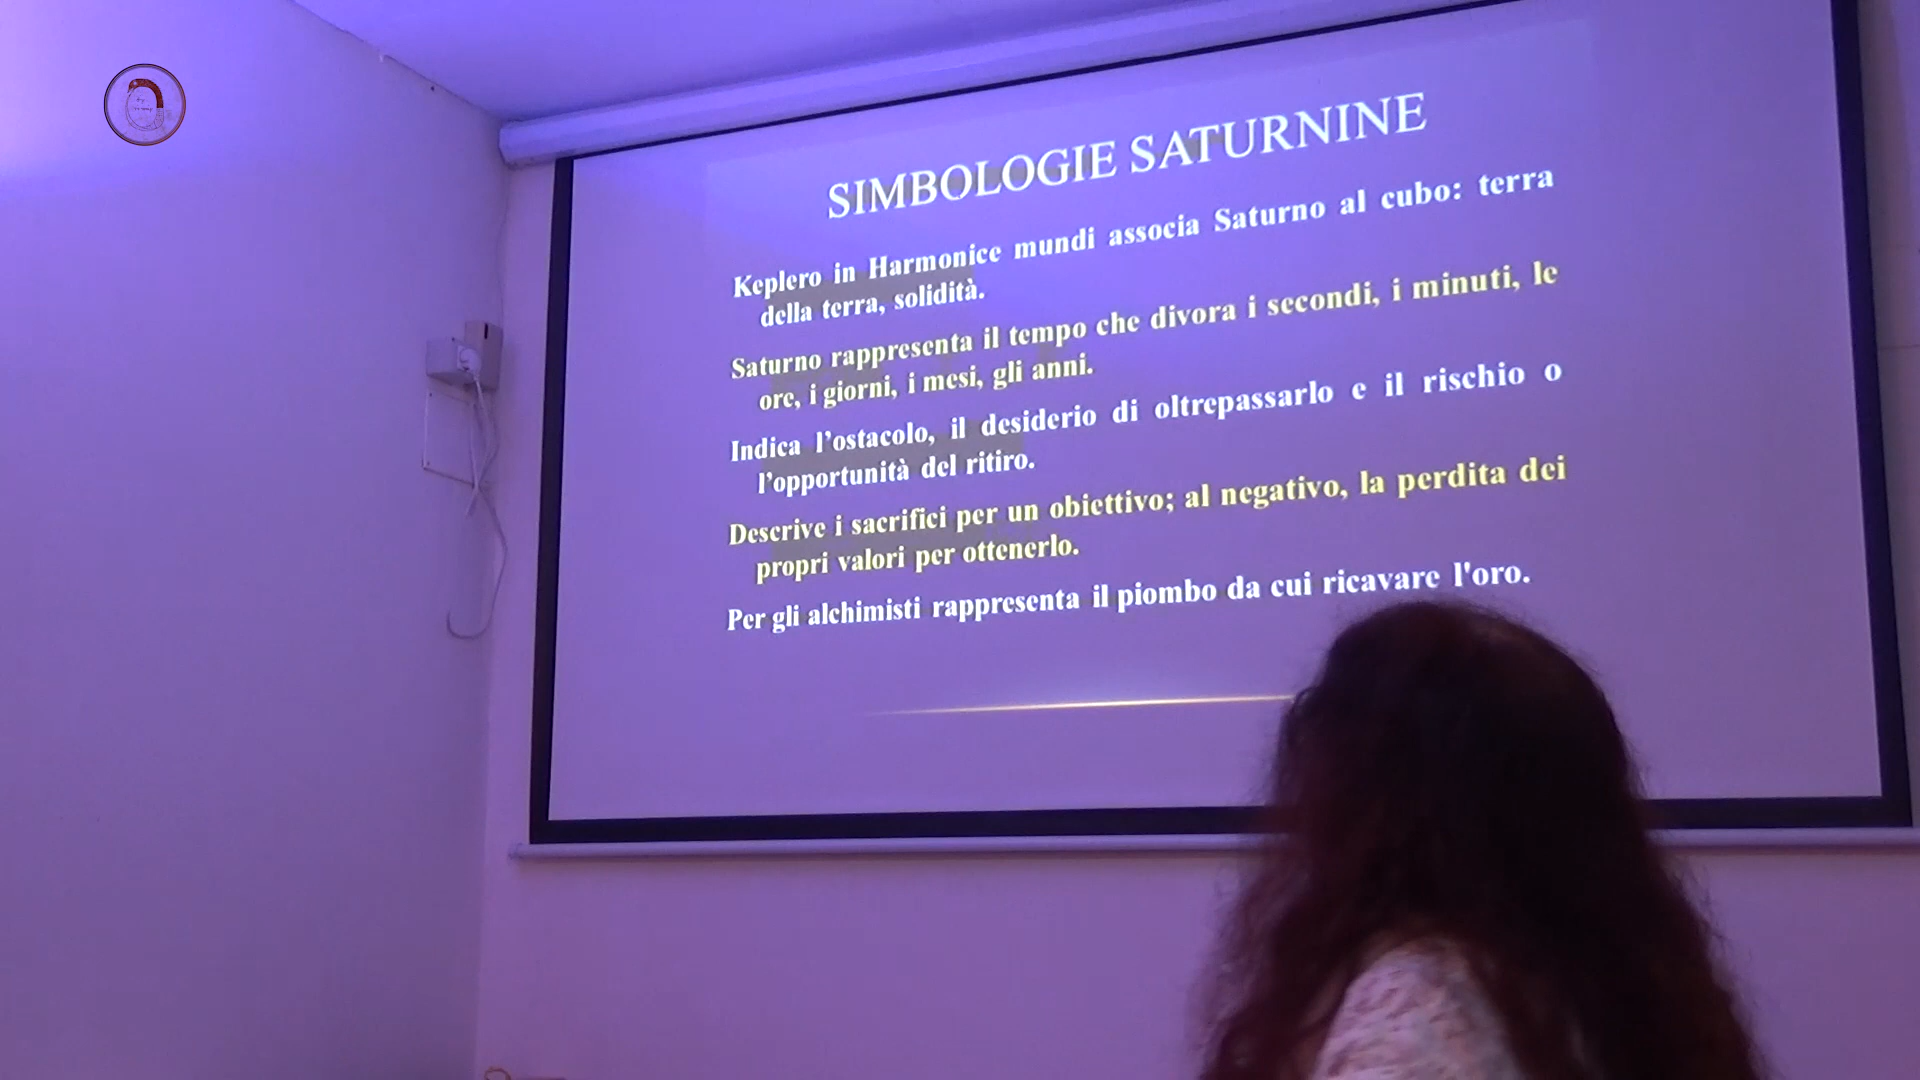 SIMBOLOGIE SATURNINE
Keplero in Harmonice mundi associa Saturno al cubo: terra
della terra, solidità.
Saturno rappresenta il tempo che divora i secondi, i minuti, le
ore, i giorni, i mesi, gli anni.
Indica l’ostacolo, il desiderio di oltrepassarlo e il rischio o
l’opportunità del ritiro.
Descrive i sacrifici per un obiettivo; al negativo, la perdita dei
propri valori per ottenerlo.
Per gli alchimisti rappresenta il piombo da cui ricavare l'oro.